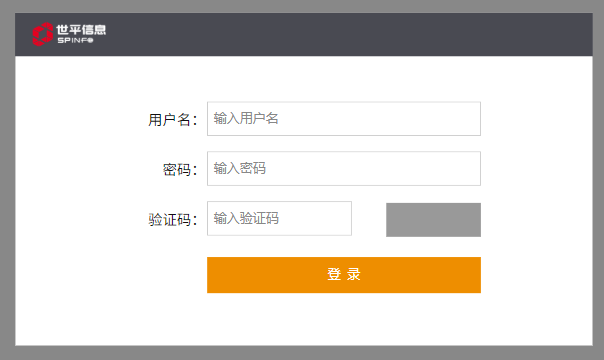 世平信息
SPINFO
用户名：
输入用户名
密码：
输入密码
验证码：
输入验证码
登 录